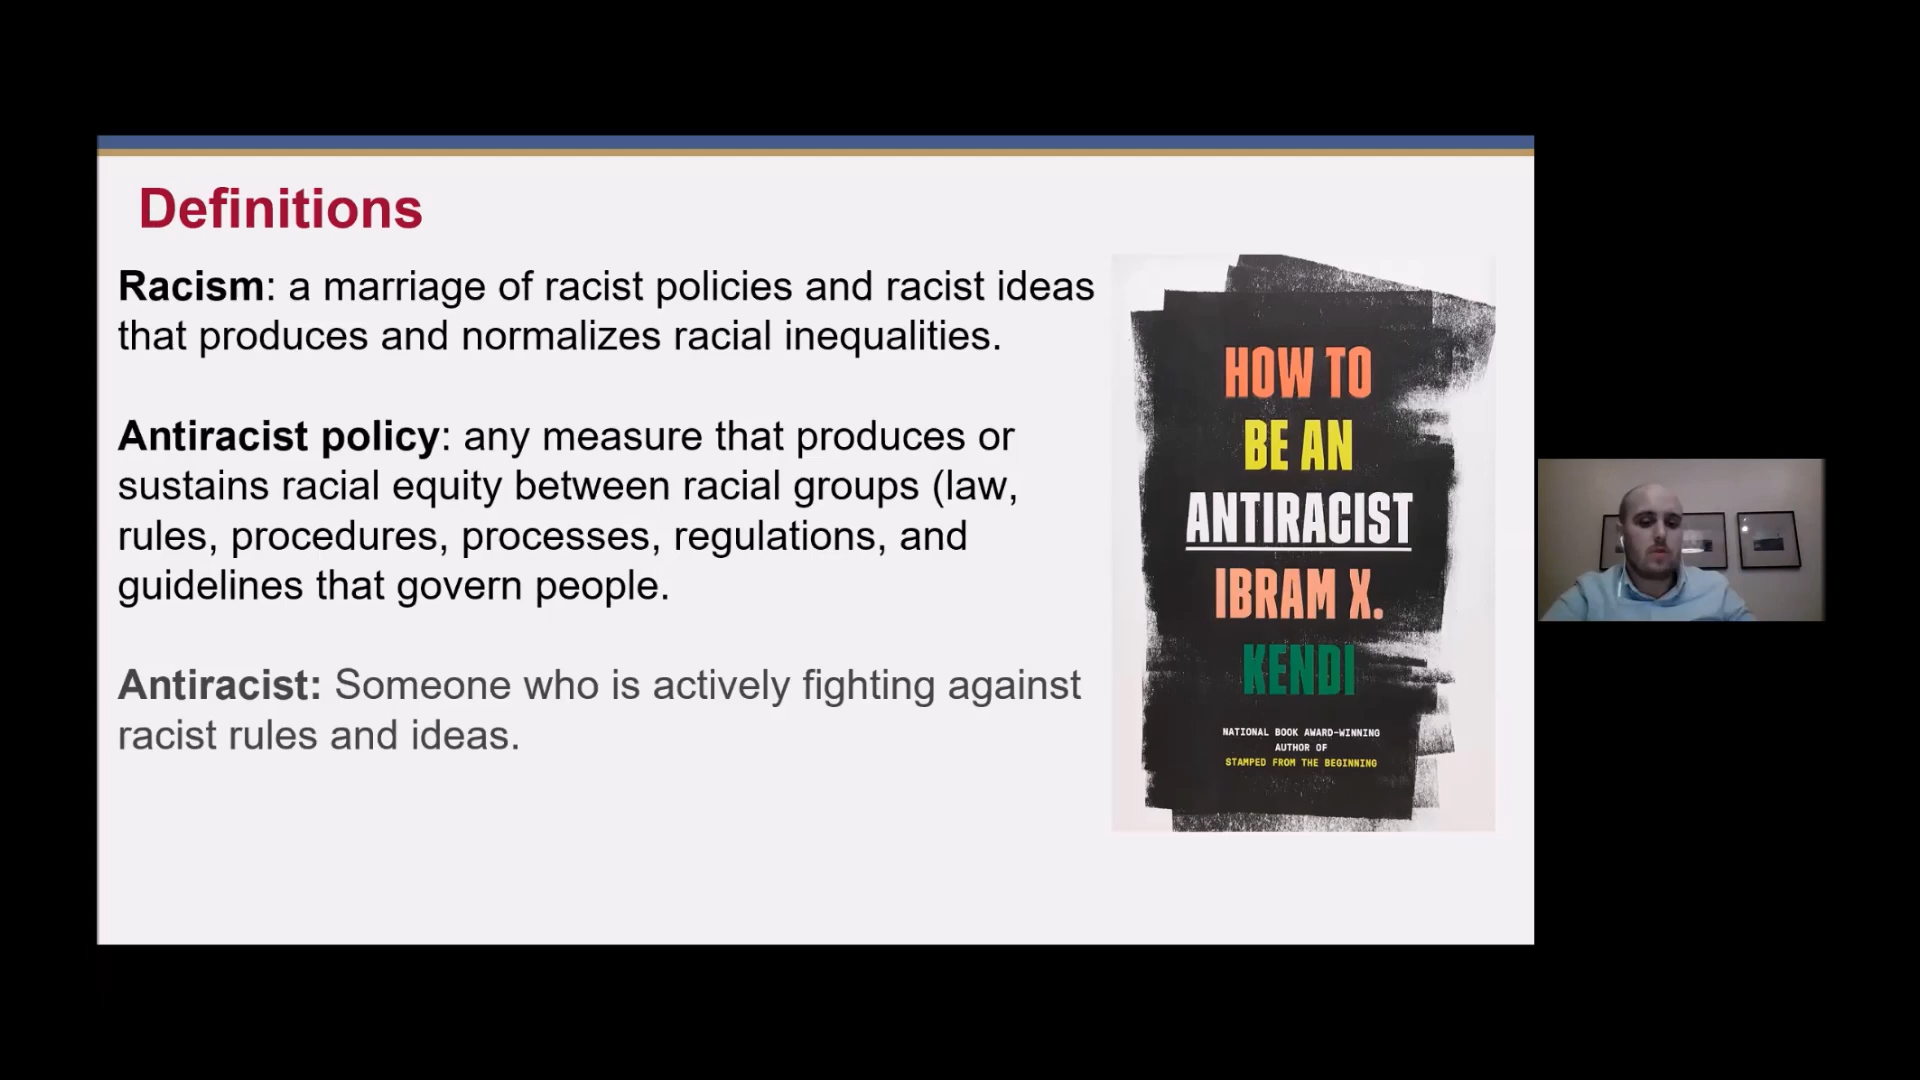 Definitions
Racism: a marriage of racist policies and racist ideas
that produces and normalizes racial inequalities.
Antiracist policy: any measure that produces or
sustains racial equity between racial groups (law,
rules, procedures, processes, regulations, and
guidelines that govern people.
Antiracist: Someone who is actively fighting against
racist rules and ideas.
HOW TO
BE AN
ANTIRACIST
IBRAM X.
KENDI
NATIONAL BOOK AWARD-WINNING
AUTHOR OF
STAMPED FROM THE BEGINNING